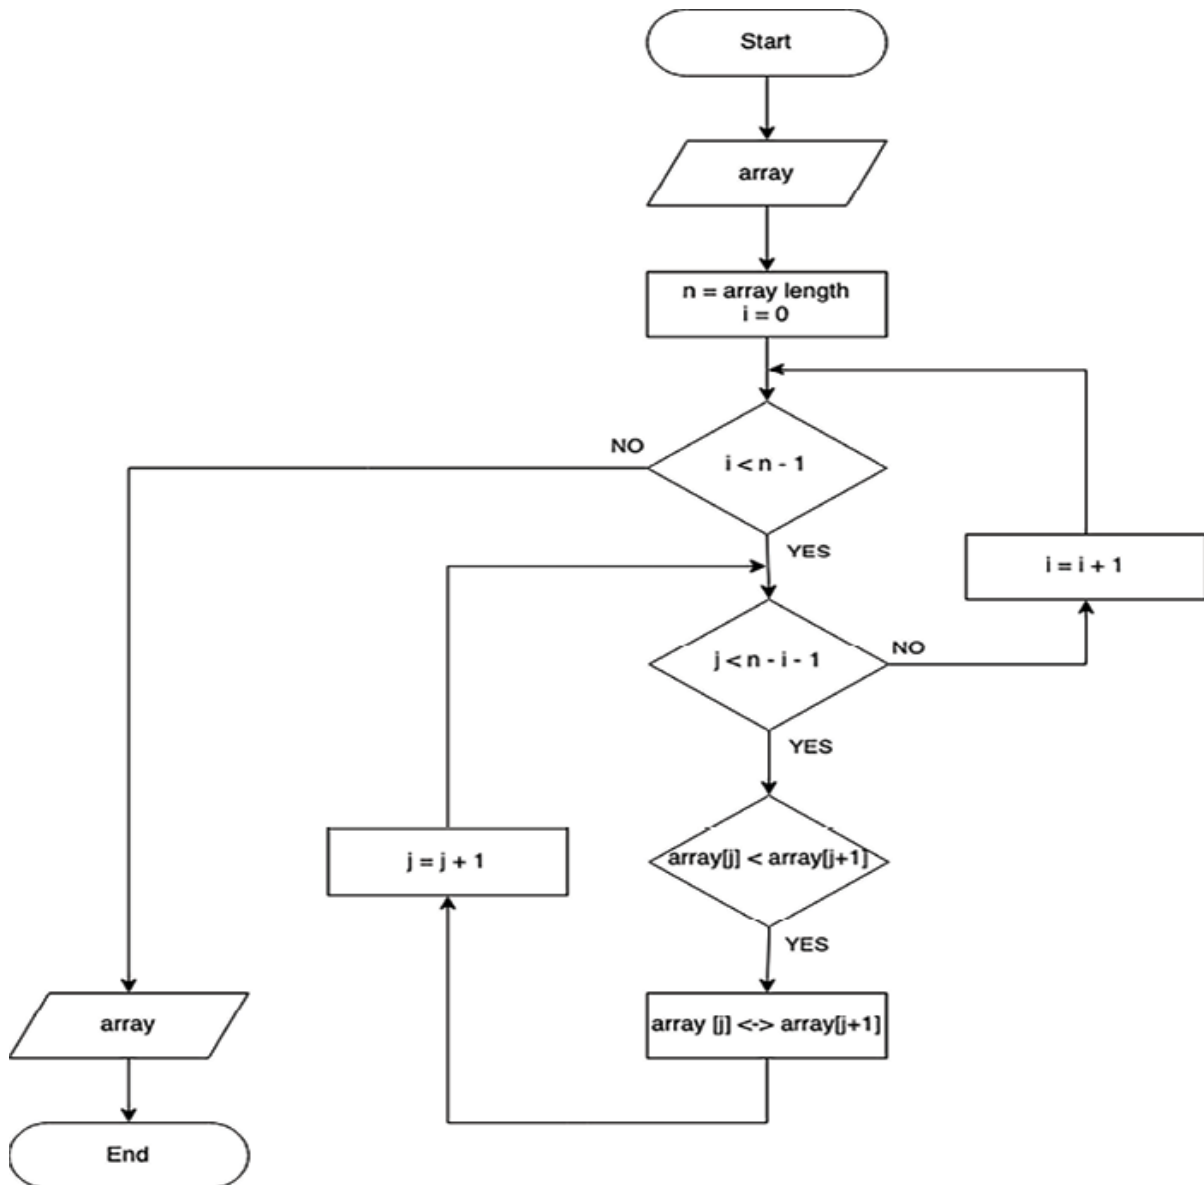 Start
array
n = array length
i = 0
NO
i < n - 1
YES
i = i + 1
j < n - i - 1
NO
YES
j = j + 1
array[j] < array[j+1]
YES
array
array [j] <-> array[j+1]
End